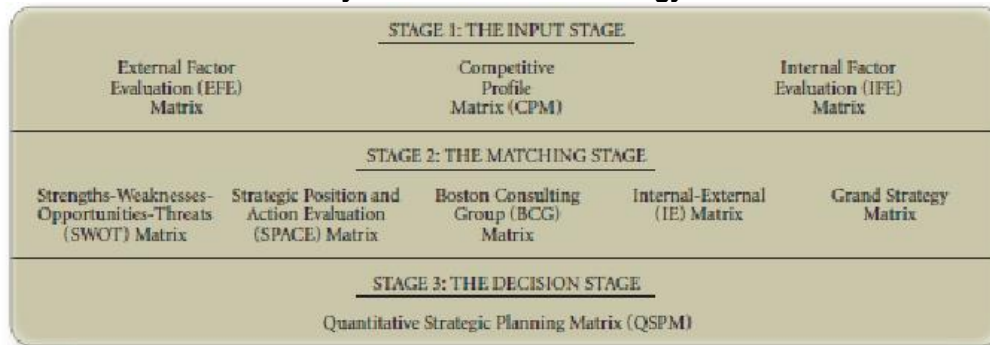 STAGE 1: THE INPUT STAGE
External Factor
Evaluation (EFE)
Matrix
Competitive
Profile
Matrix (CPM)
Internal Factor
Evaluation (IFE)
Matrix
STAGE 2: THE MATCHING STAGE
Strengths-Weaknesses-
Opportunities-Threats
(SWOT) Matrix
Strategic Position and
Action Evaluation
(SPACE) Matrix
Boston Consulting
Group (BCG)
Matrix
Internal-External
(IE) Matrix
Grand Strategy
Matrix
STAGE 3: THE DECISION STAGE
Quantitative Strategic Planning Matrix (QSPM)